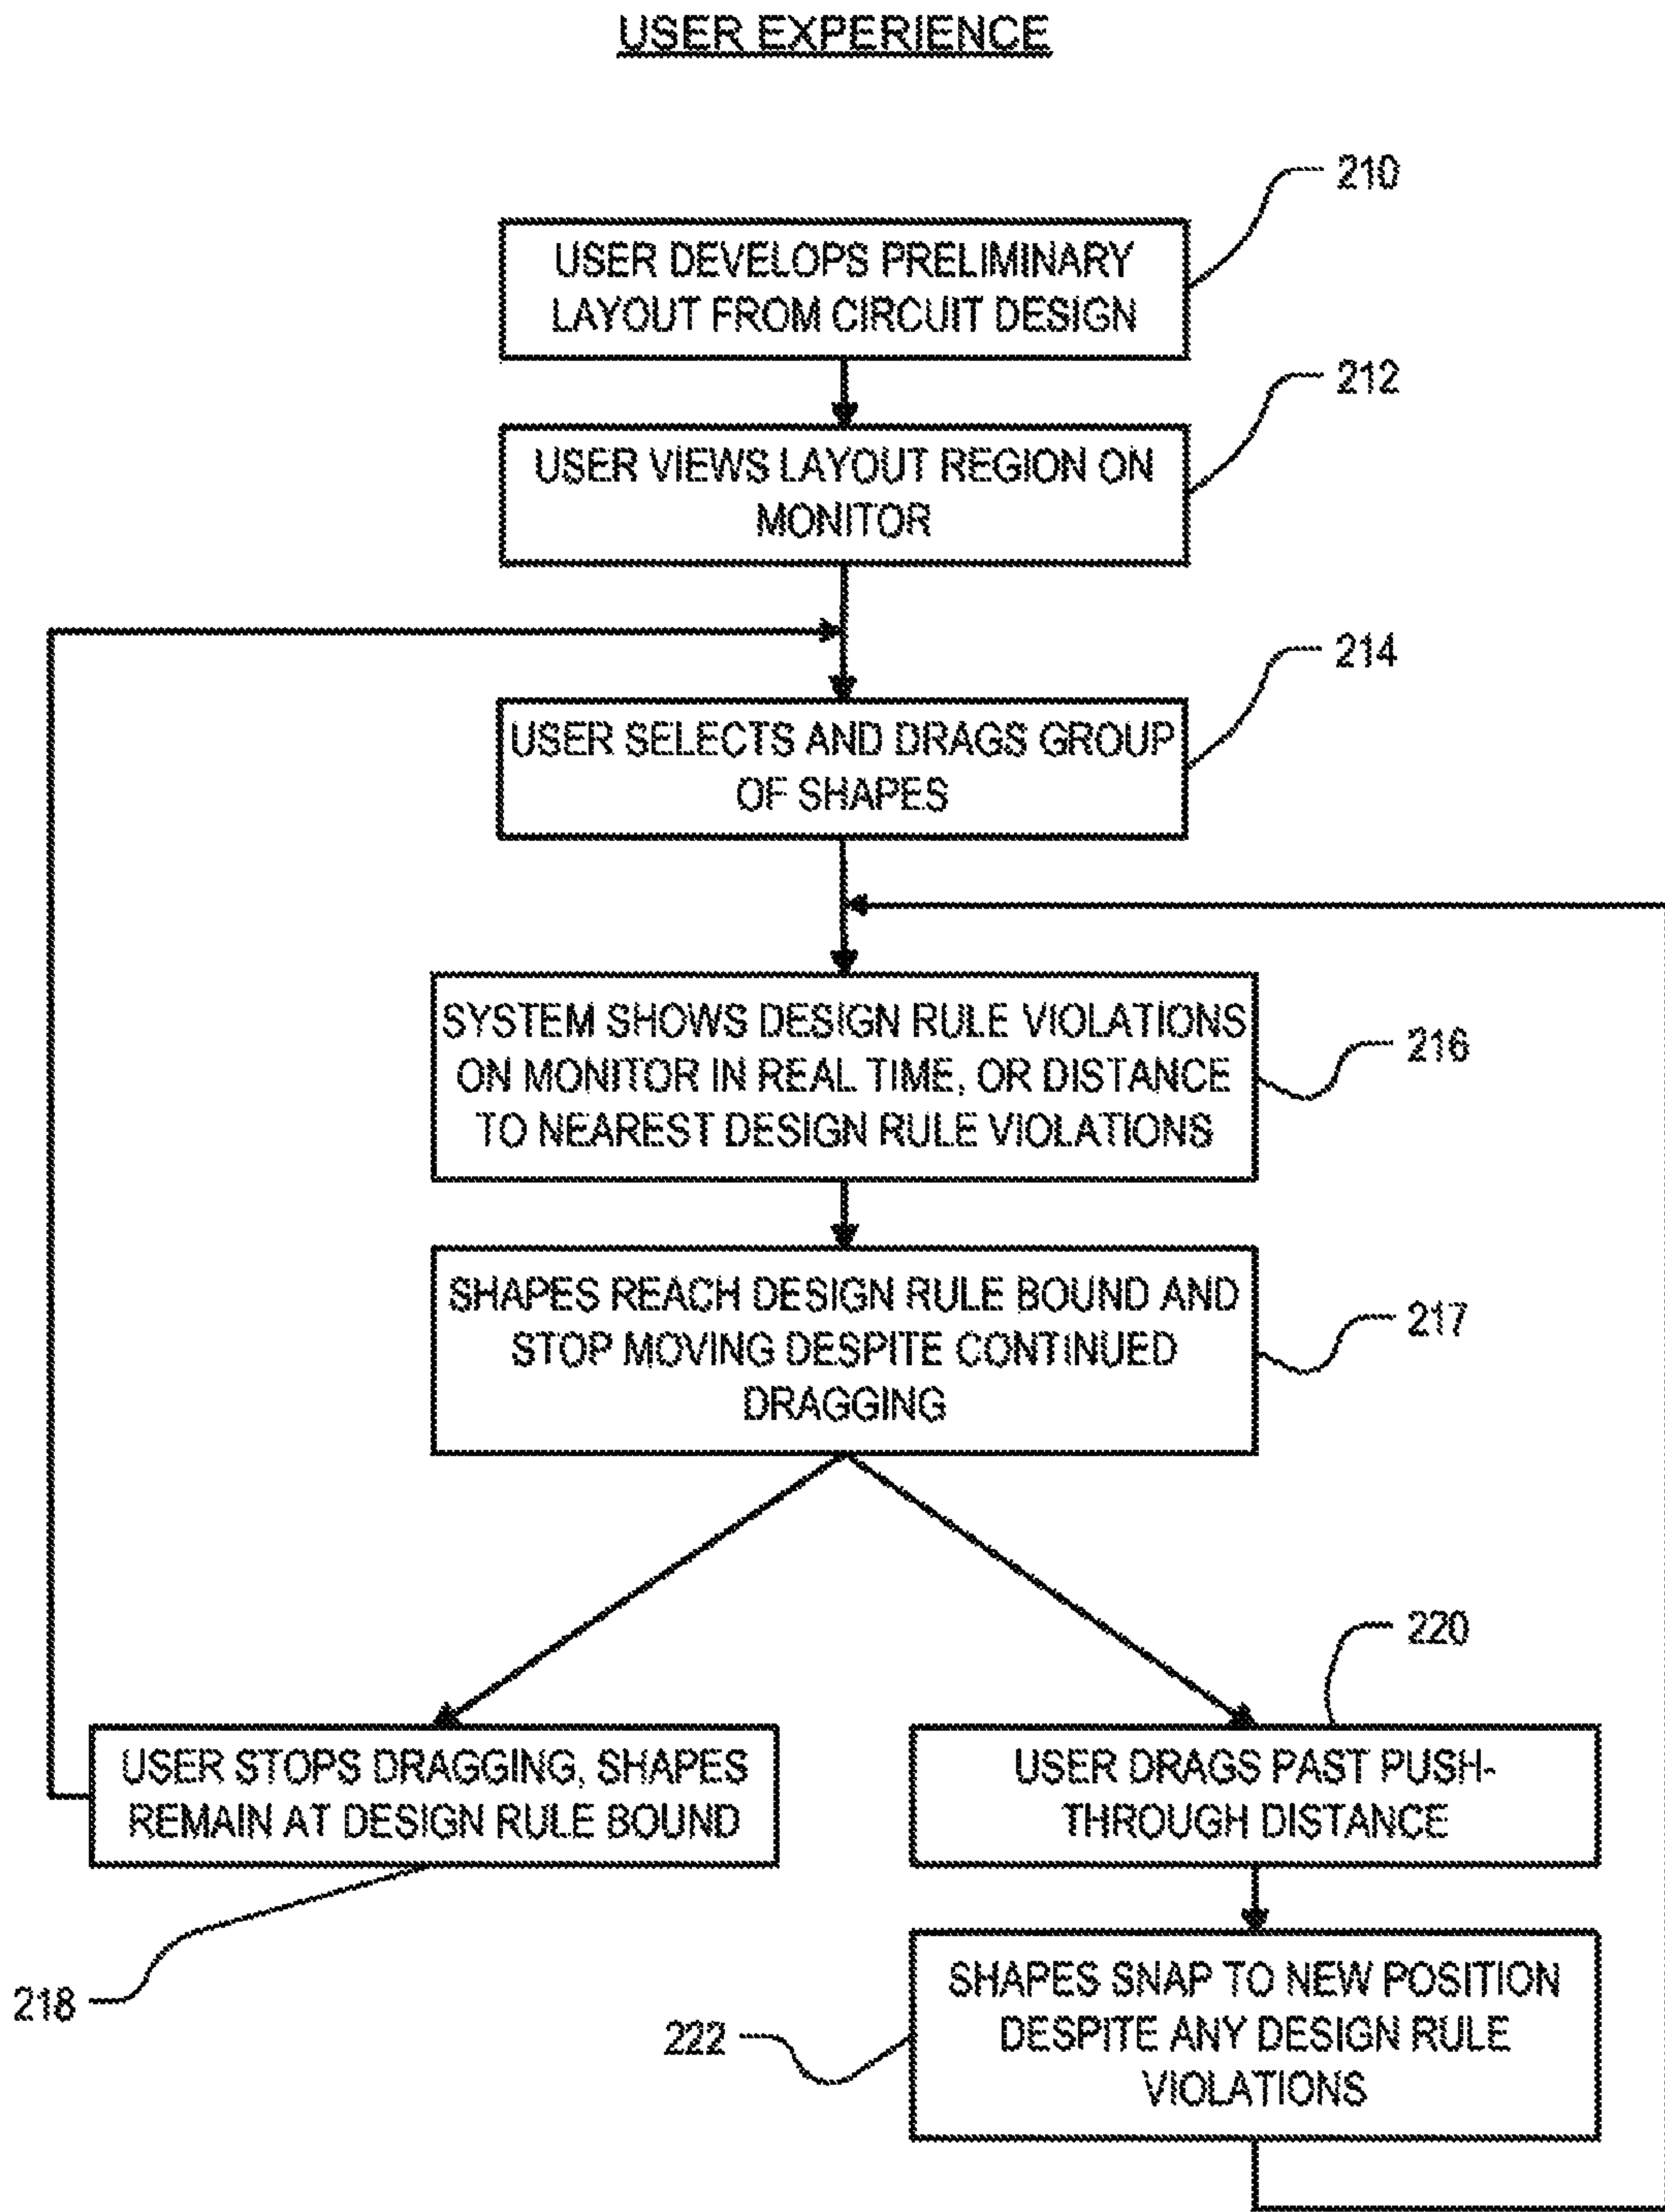 USER EXPERIENCE
210
USER DEVELOPS PRELIMINARY
LAYOUT FROM CIRCUIT DESIGN
212
USER VIEWS LAYOUT REGION ON
MONITOR
214
USER SELECTS AND DRAGS GROUP
OF SHAPES
SYSTEM SHOWS DESIGN RULE VIOLATIONS
ON MONITOR IN REAL TIME, OR DISTANCE
TO NEAREST DESIGN RULE VIOLATIONS
216
SHAPES REACH DESIGN RULE BOUND AND
STOP MOVING DESPITE CONTINUED
DRAGGING
217
220
USER STOPS DRAGGING, SHAPES
REMAIN AT DESIGN RULE BOUND
218
USER DRAGS PAST PUSH-
THROUGH DISTANCE
SHAPES SNAP TO NEW POSITION
DESPITE ANY DESIGN RULE
VIOLATIONS
222